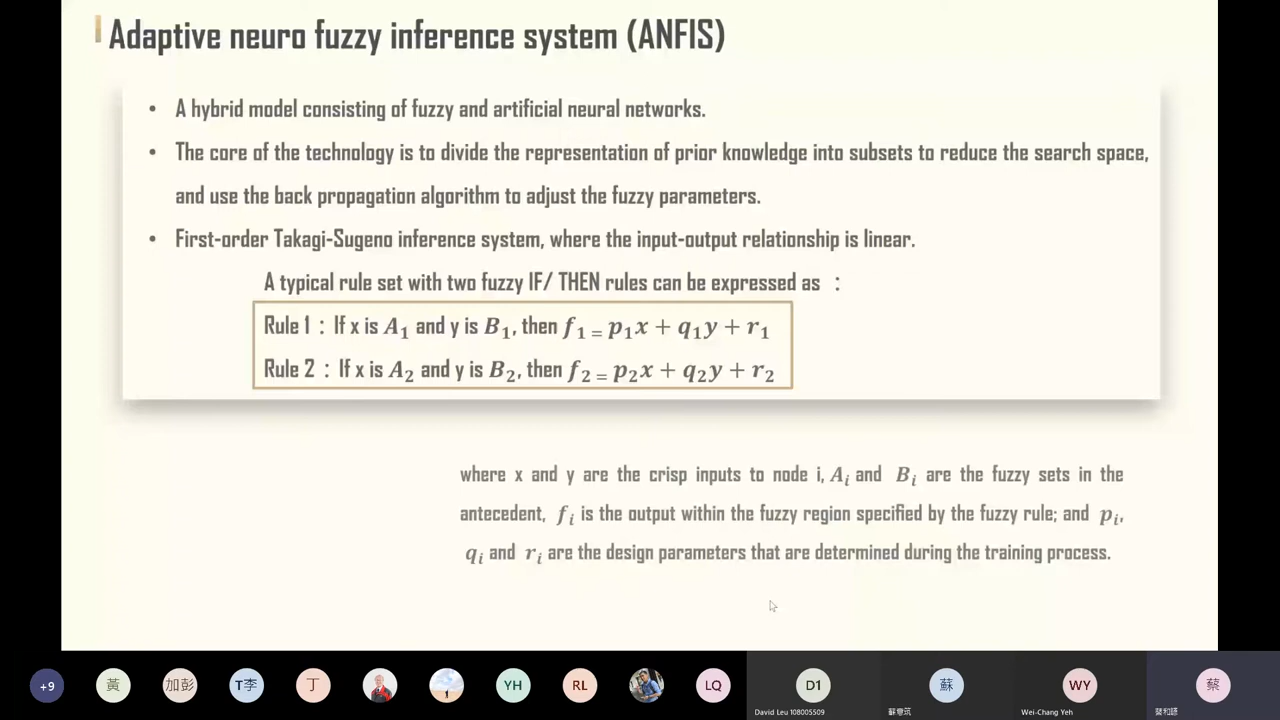 Adaptive neuro fuzzy inference system (ANFIS)
• A hybrid model consisting of fuzzy and artificial neural networks.
• The core of the technology is to divide the representation of prior knowledge into subsets to reduce the search space,
and use the back propagation algorithm to adjust the fuzzy parameters.
• First-order Takagi-Sugeno inference system, where the input-output relationship is linear.
A typical rule set with two fuzzy IF/ THEN rules can be expressed as :
Rule 1 : If x is A₁ and y is B₁, then f₁ = p₁x + q₁y + r₁
Rule 2 : If x is A₂ and y is B₂, then f₂ = p₂x + q₂y + r₂
where x and y are the crisp inputs to node i, Aᵢ and Bᵢ are the fuzzy sets in the
antecedent, fᵢ is the output within the fuzzy region specified by the fuzzy rule; and pᵢ,
qᵢ and rᵢ are the design parameters that are determined during the training process.
+9 黃 加彭 T李 丁 YH RL LQ D1 蘇 WY 蔡
David Leu 108005509 蘇意筑 Wei-Chang Yeh